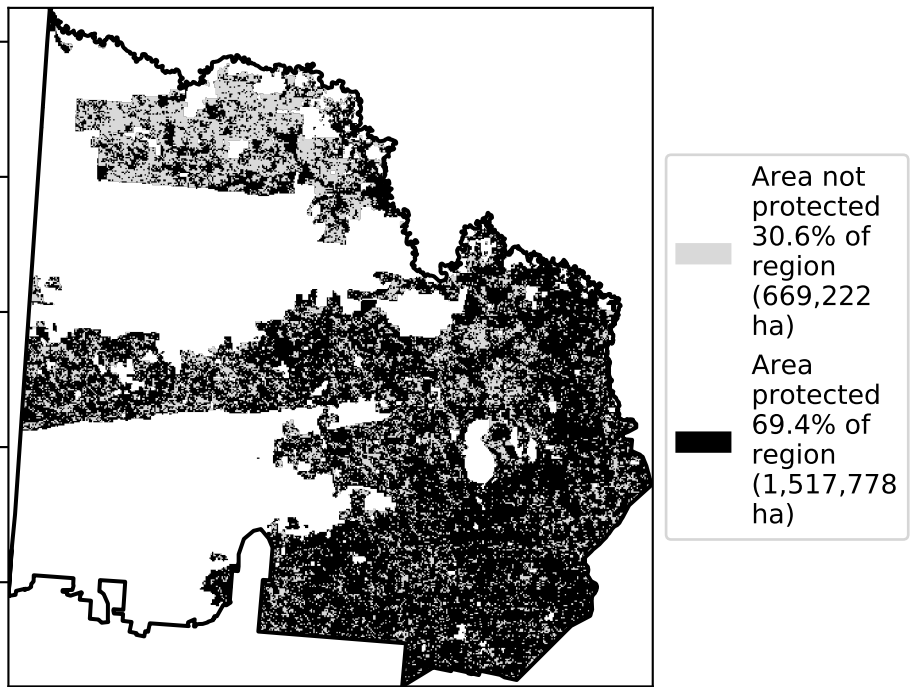 Area not
protected
30.6% of
region
(669,222
ha)
Area
protected
69.4% of
region
(1,517,778
ha)